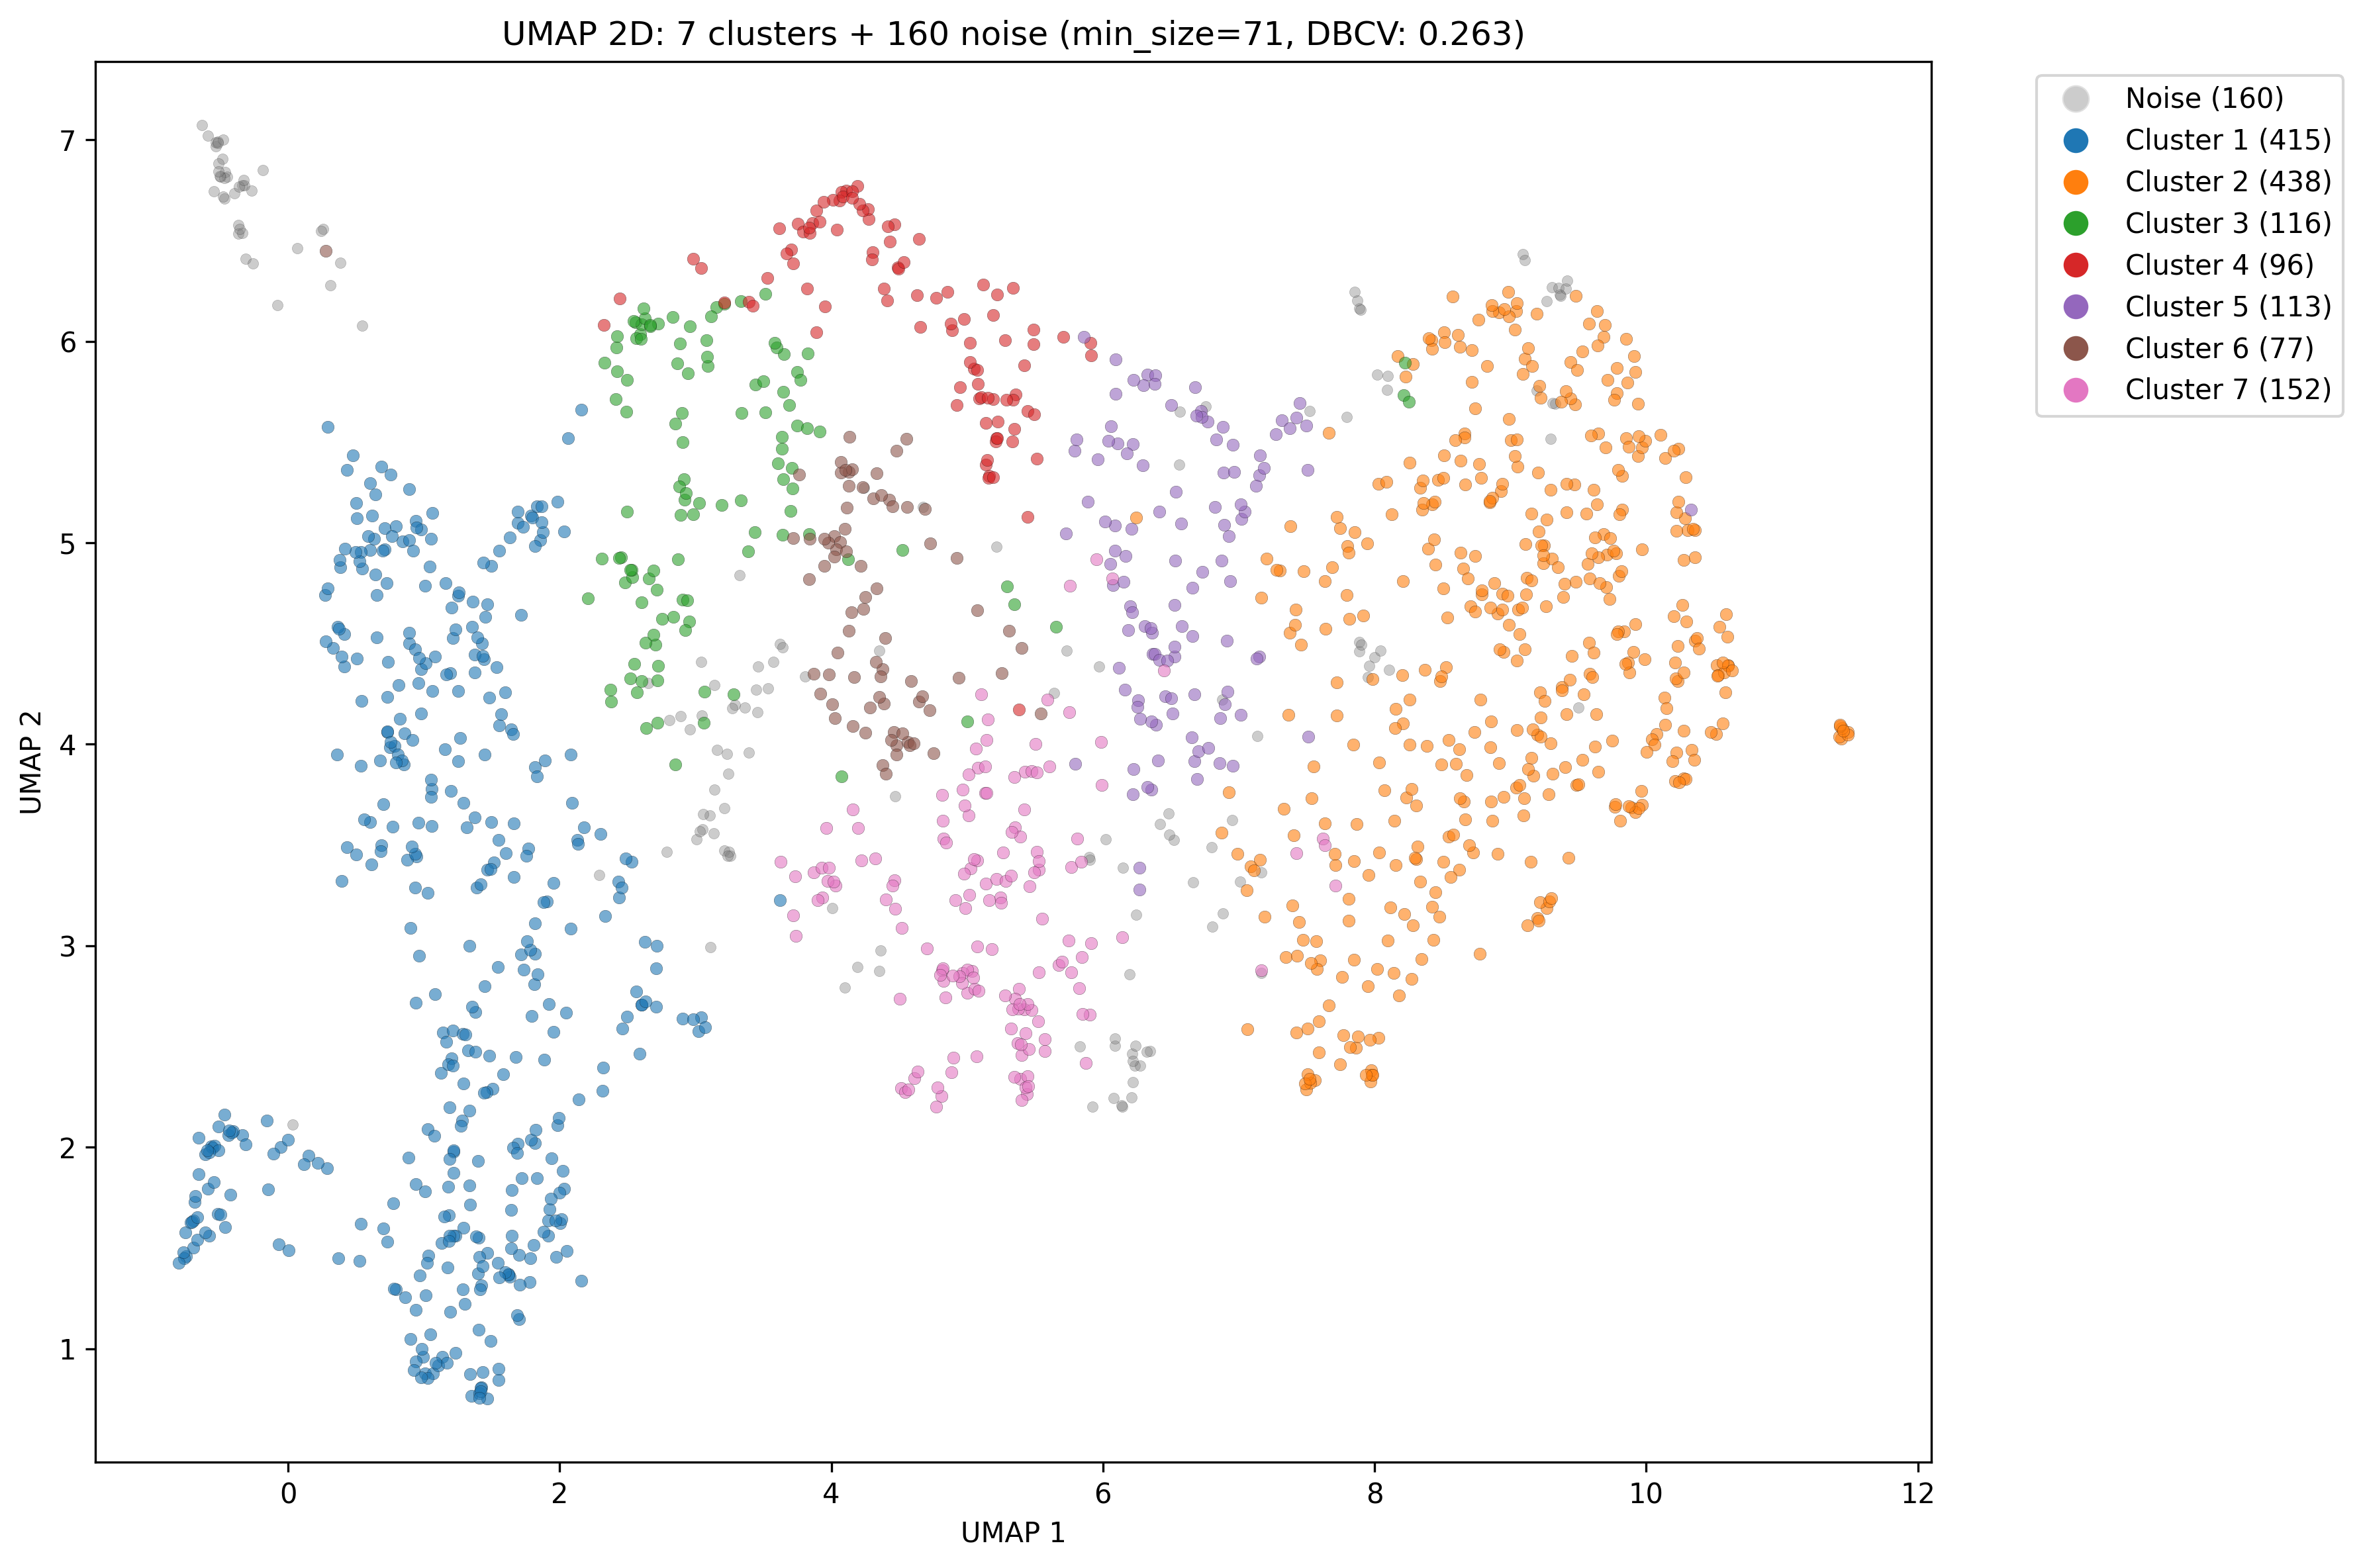 UMAP 2D: 7 clusters + 160 noise (min_size=71, DBCV: 0.263)
Noise (160)
Cluster 1 (415)
Cluster 2 (438)
Cluster 3 (116)
Cluster 4 (96)
Cluster 5 (113)
Cluster 6 (77)
Cluster 7 (152)
UMAP 2
7
6
5
4
3
2
1
0
2
4
6
8
10
12
UMAP 1